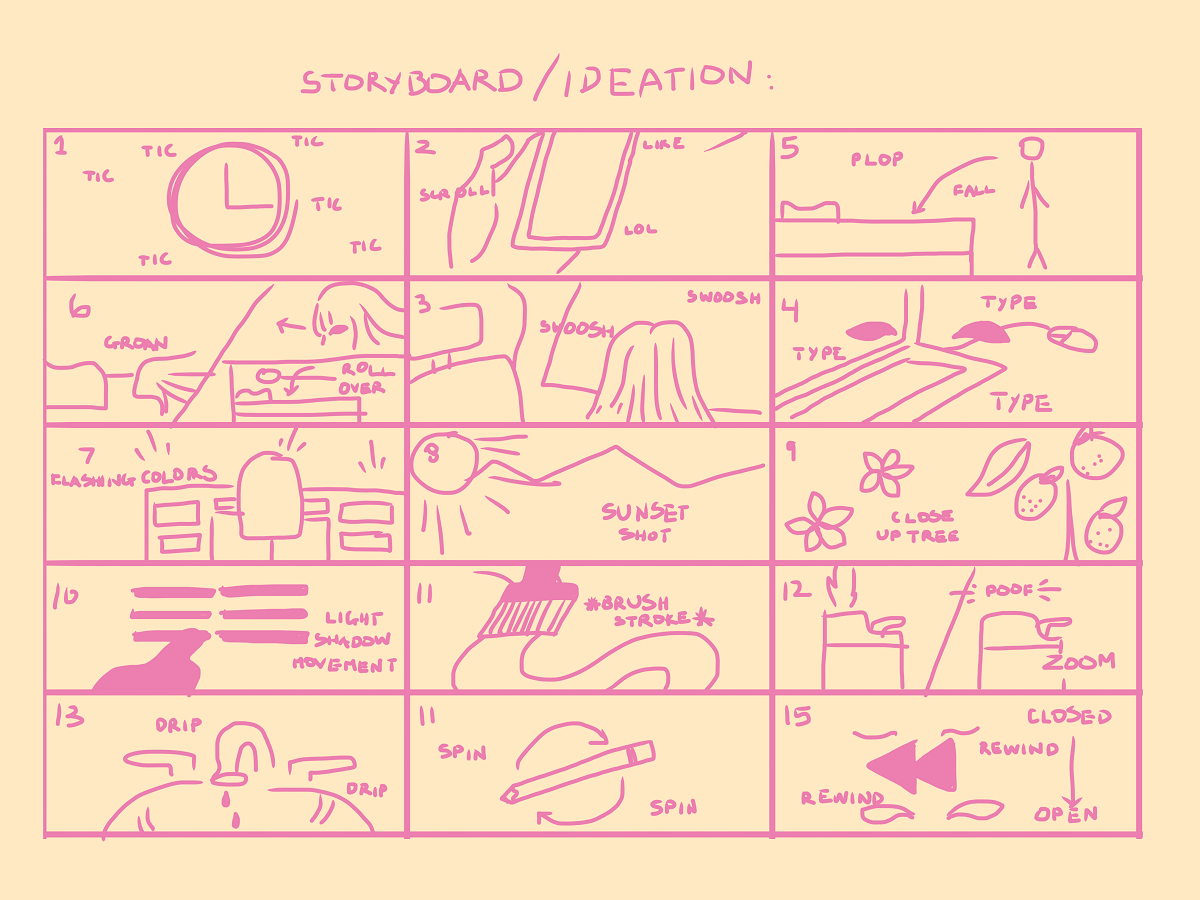 STORYBOARD/IDEATION:
1
TIC
TIC
TIC
TIC
TIC
TIC
2
LIKE
SCROLL
LOL
5
PLOP
FALL
6
GROAN
ROLL
OVER
3
SWOOSH
SWOOSH
4
TYPE
TYPE
TYPE
7
FLASHING COLORS
8
SUNSET
SHOT
9
CLOSE
UP TREE
10
LIGHT
SHADOW
MOVEMENT
11
*BRUSH
STROKE*
12
POOF
ZOOM
13
DRIP
DRIP
11
SPIN
SPIN
15
CLOSED
REWIND
REWIND
OPEN